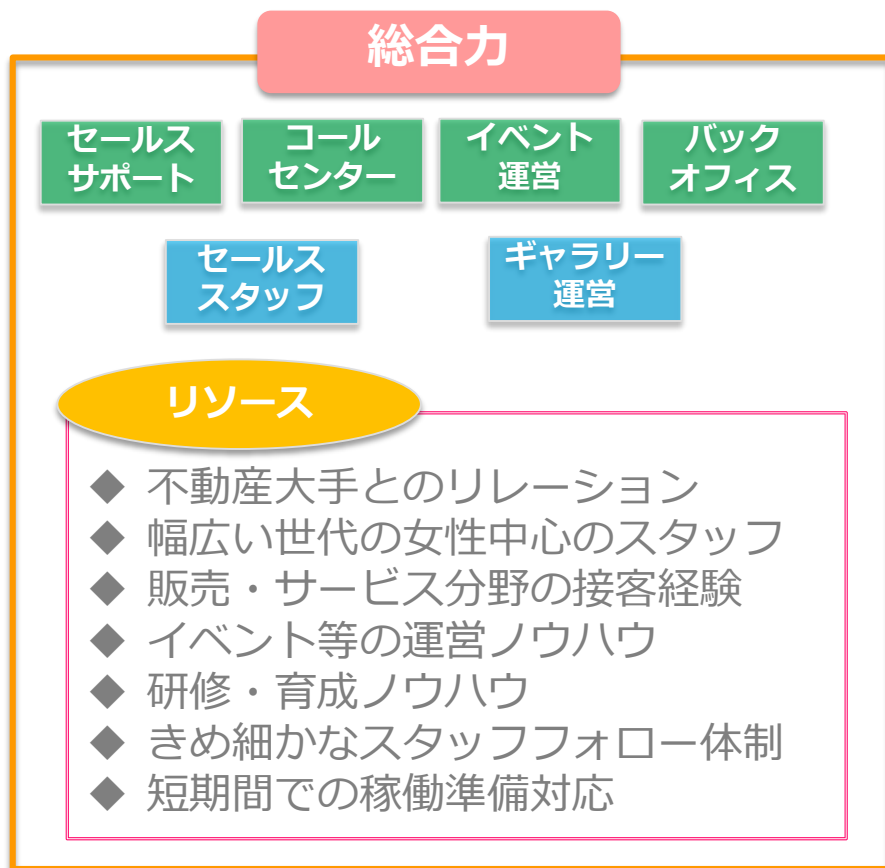 総合力
セールス
サポート
コール
センター
イベント
運営
バック
オフィス
セールス
スタッフ
ギャラリー
運営
リソース
◆ 不動産大手とのリレーション
◆ 幅広い世代の女性中心のスタッフ
◆ 販売・サービス分野の接客経験
◆ イベント等の運営ノウハウ
◆ 研修・育成ノウハウ
◆ きめ細かなスタッフフォロー体制
◆ 短期間での稼働準備対応